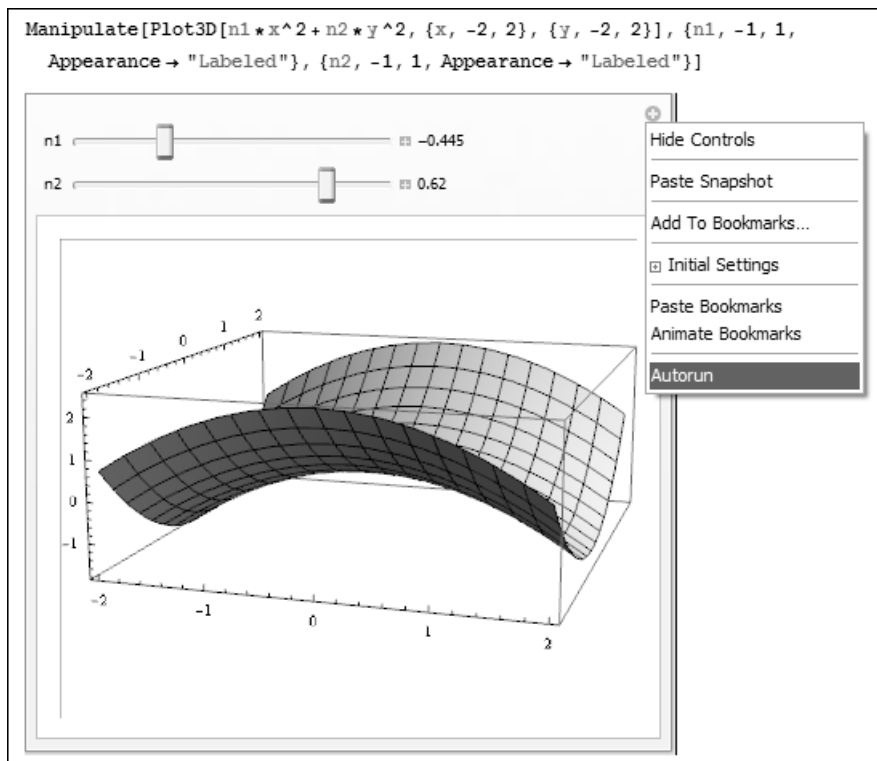 Manipulate[Plot3D[n1*x^2+n2*y^2, {x, -2, 2}, {y, -2, 2}], {n1, -1, 1,
Appearance→ "Labeled"}, {n2, -1, 1, Appearance→ "Labeled"}]
n1 -0.445
n2 0.62
Hide Controls
Paste Snapshot
Add To Bookmarks...
Initial Settings
Paste Bookmarks
Animate Bookmarks
Autorun
-2 -1 0 1 2
2
1
0
-1
-2 -1 0 1 2